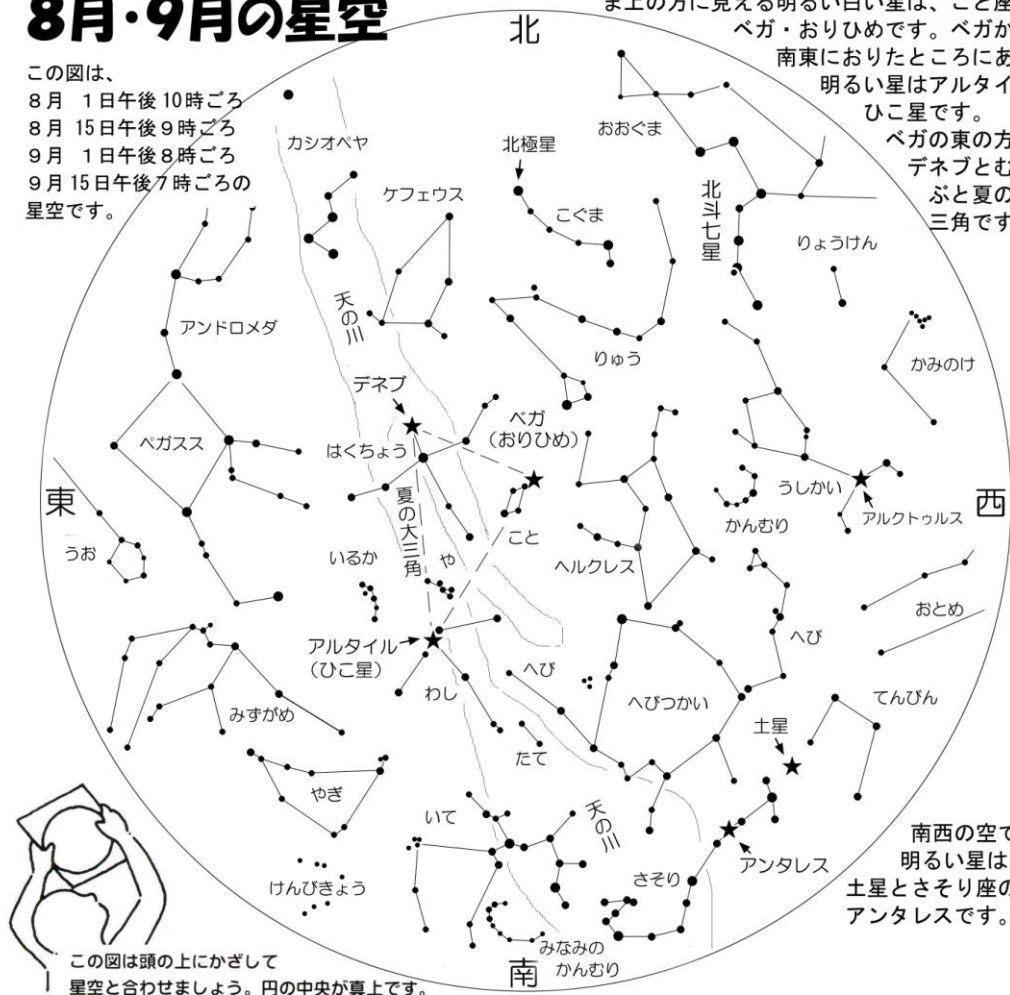 8月・9月の星空
この図は、
8月 1日午後10時ごろ
8月 15日午後9時ごろ
9月 1日午後8時ごろ
9月15日午後7時ごろの
星空です。
ま上の方に見える明るい白い星は、こと座
ベガ・おりひめです。ベガか
南東におりたところにあ
明るい星はアルタイ
ひこ星です。
ベガの東の方
デネブとむ
ぶと夏の
三角です
北
カシオペヤ
北極星
おおぐま
ケフェウス
こぐま
北斗七星
りょうけん
天の川
アンドロメダ
りゅう
かみのけ
デネブ
ベガ
(おりひめ)
ペガスス
はくちょう
うしかい
東
西
夏の大三角
かんむり
アルクトゥルス
うお
いるか
や
こと
ヘルクレス
おとめ
アルタイル
(ひこ星)
へび
へび
わし
へびつかい
てんびん
みずがめ
土星
たて
やぎ
いて
天の川
アンタレス
けんびきょう
さそり
みなみの
かんむり
南
南西の空で
明るい星は
土星とさそり座の
アンタレスです。
この図は頭の上にかざして
星空と合わせましょう。円の中央が真上です。